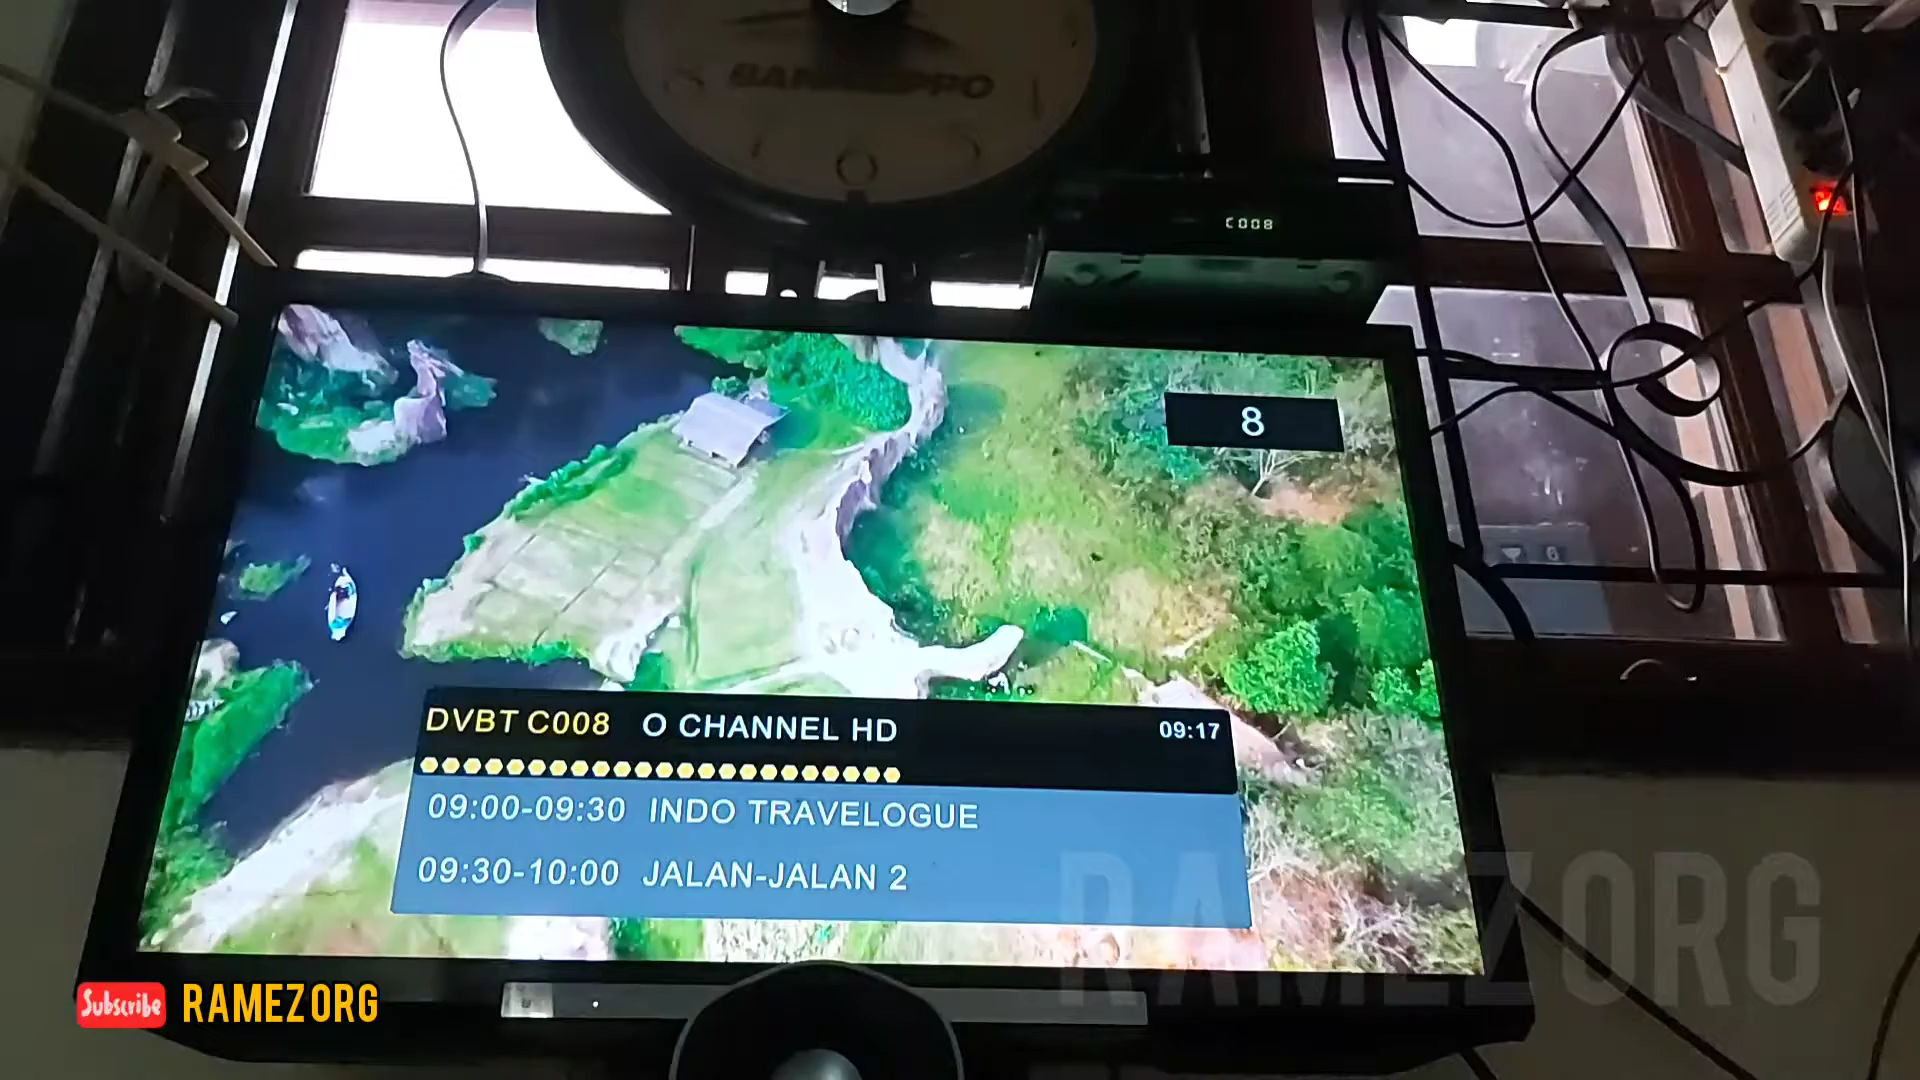 C008
8
DVBT C008 O CHANNEL HD 09:17
09:00-09:30 INDO TRAVELOGUE
09:30-10:00 JALAN-JALAN 2
RAMEZORG
Subscribe RAMEZORG